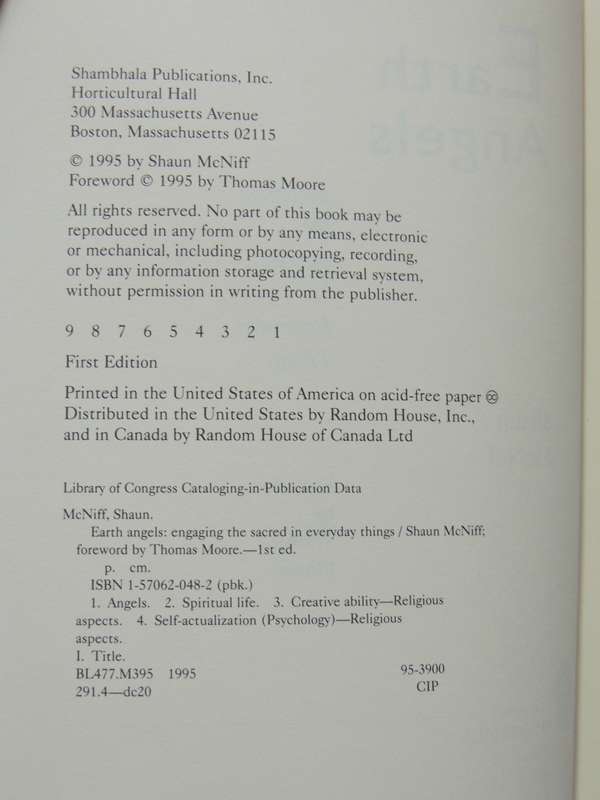 Shambhala Publications, Inc.
Horticultural Hall
300 Massachusetts Avenue
Boston, Massachusetts 02115
© 1995 by Shaun McNiff
Foreword © 1995 by Thomas Moore
All rights reserved. No part of this book may be
reproduced in any form or by any means, electronic
or mechanical, including photocopying, recording,
or by any information storage and retrieval system,
without permission in writing from the publisher.
9 8 7 6 5 4 3 2 1
First Edition
Printed in the United States of America on acid-free paper ♾
Distributed in the United States by Random House, Inc.,
and in Canada by Random House of Canada Ltd
Library of Congress Cataloging-in-Publication Data
McNiff, Shaun.
Earth angels: engaging the sacred in everyday things / Shaun McNiff;
foreword by Thomas Moore.—1st ed.
p. cm.
ISBN 1-57062-048-2 (pbk.)
1. Angels. 2. Spiritual life. 3. Creative ability—Religious
aspects. 4. Self-actualization (Psychology)—Religious
aspects.
I. Title.
BL477.M395 1995 95-3900
291.4—dc20 CIP
Earth
Angels